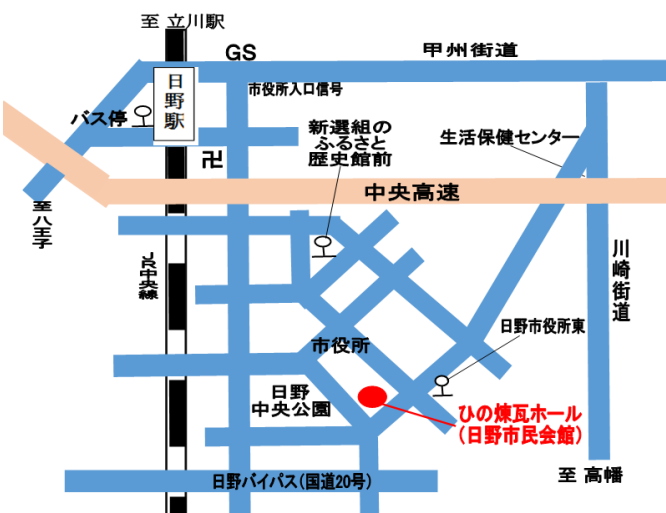 至 立川駅
GS
甲州街道
日野駅
市役所入口信号
バス停
新選組の
ふるさと
歴史館前
生活保健センター
卍
中央高速
至八王子
JR中央線
川崎街道
日野市役所東
市役所
日野
中央公園
ひの煉瓦ホール
(日野市民会館)
至 高幡
日野バイパス(国道20号)